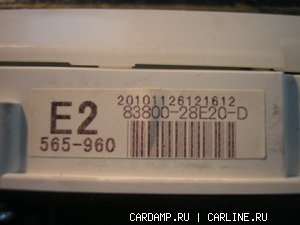 20101126121612
E2
83800-28E20-D
565-960
CARDAMP.RU | CARLINE.RU